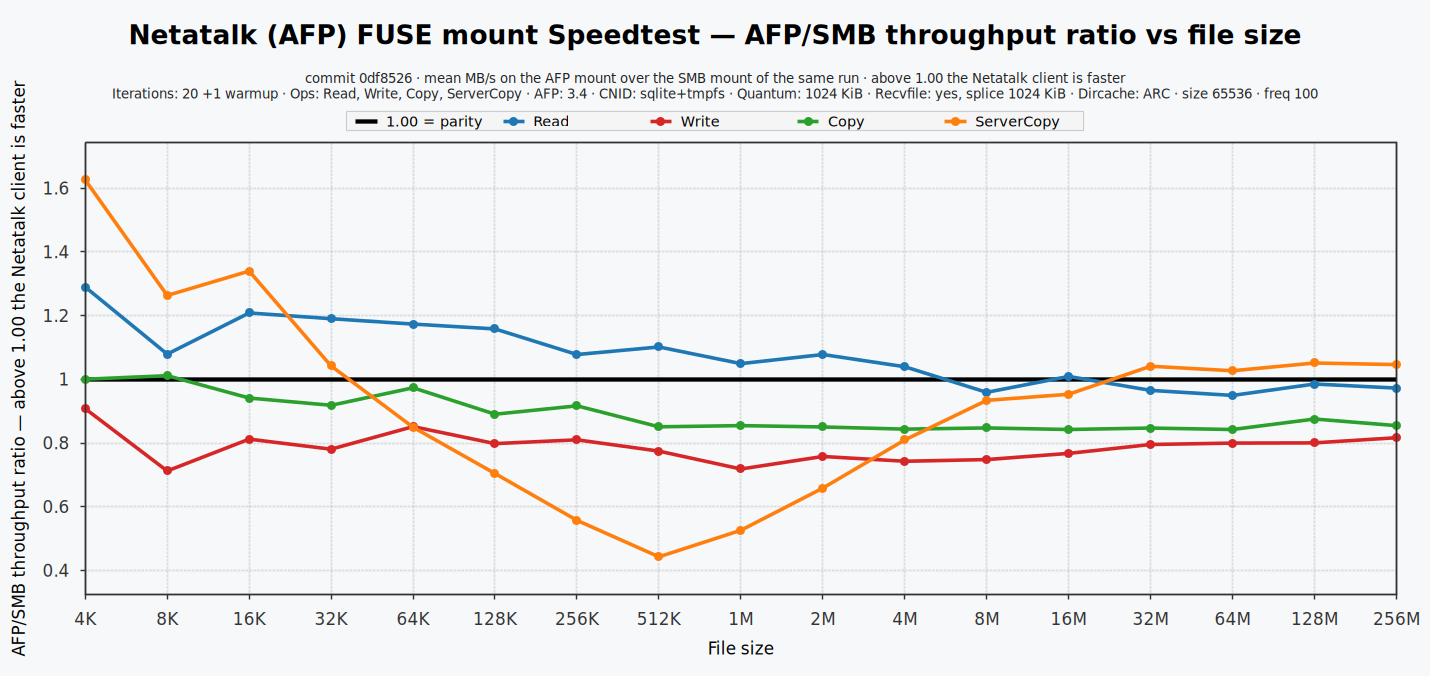 Netatalk (AFP) FUSE mount Speedtest — AFP/SMB throughput ratio vs file size
commit 0df8526 · mean MB/s on the AFP mount over the SMB mount of the same run · above 1.00 the Netatalk client is faster
Iterations: 20 +1 warmup · Ops: Read, Write, Copy, ServerCopy · AFP: 3.4 · CNID: sqlite+tmpfs · Quantum: 1024 KiB · Recvfile: yes, splice 1024 KiB · Dircache: ARC · size 65536 · freq 100
1.00 = parity Read Write Copy ServerCopy
AFP/SMB throughput ratio — above 1.00 the Netatalk client is faster
1.6
1.4
1.2
1
0.8
0.6
0.4
4K 8K 16K 32K 64K 128K 256K 512K 1M 2M 4M 8M 16M 32M 64M 128M 256M
File size